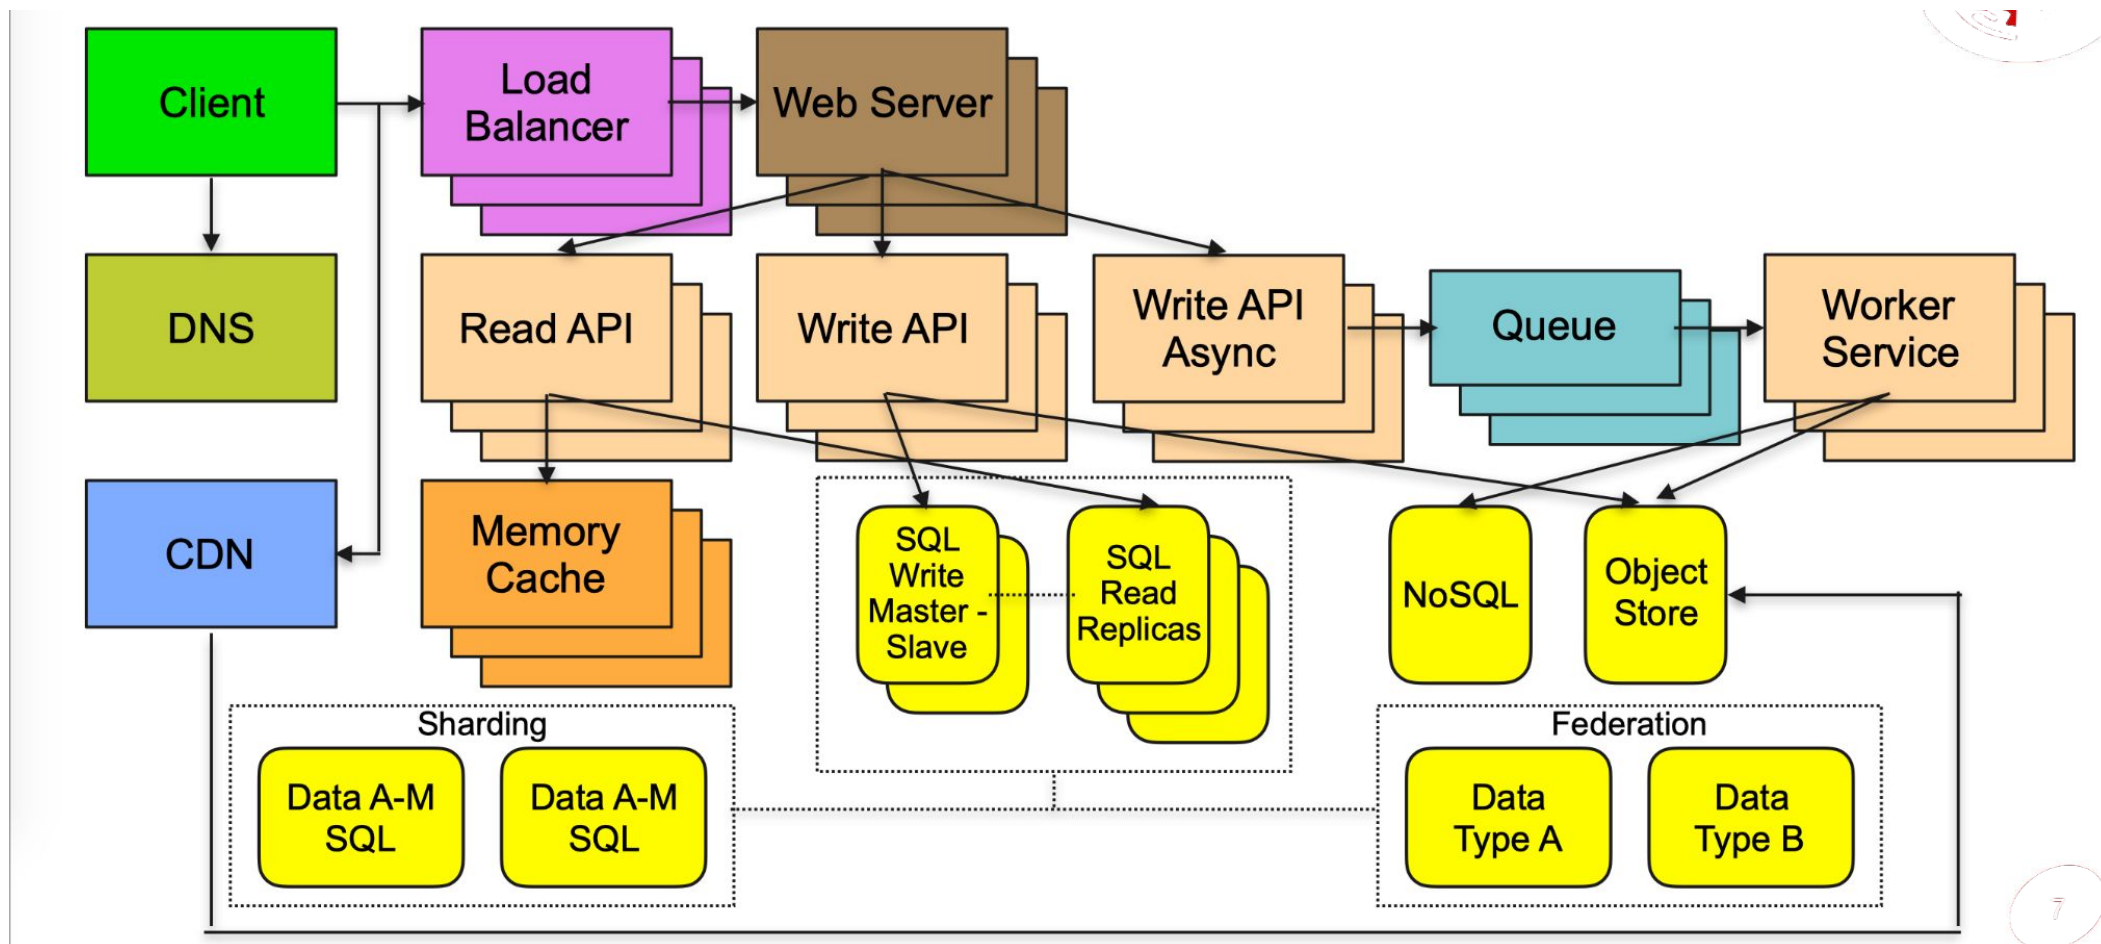 Client
Load
Balancer
Web Server
DNS
Read API
Write API
Write API
Async
Queue
Worker
Service
CDN
Memory
Cache
SQL
Write
Master -
Slave
SQL
Read
Replicas
NoSQL
Object
Store
Sharding
Data A-M
SQL
Data A-M
SQL
Federation
Data
Type A
Data
Type B
7